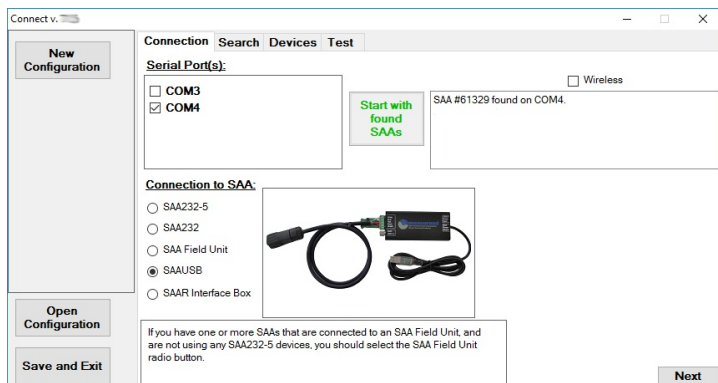 Connect v.
New
Configuration
Connection Search Devices Test
Serial Port(s):
COM3
COM4
Start with
found
SAAs
Wireless
SAA #61329 found on COM4.
Connection to SAA:
SAA232-5
SAA232
SAA Field Unit
SAAUSB
SAAR Interface Box
Open
Configuration
If you have one or more SAAs that are connected to an SAA Field Unit, and
are not using any SAA232-5 devices, you should select the SAA Field Unit
radio button.
Save and Exit
Next